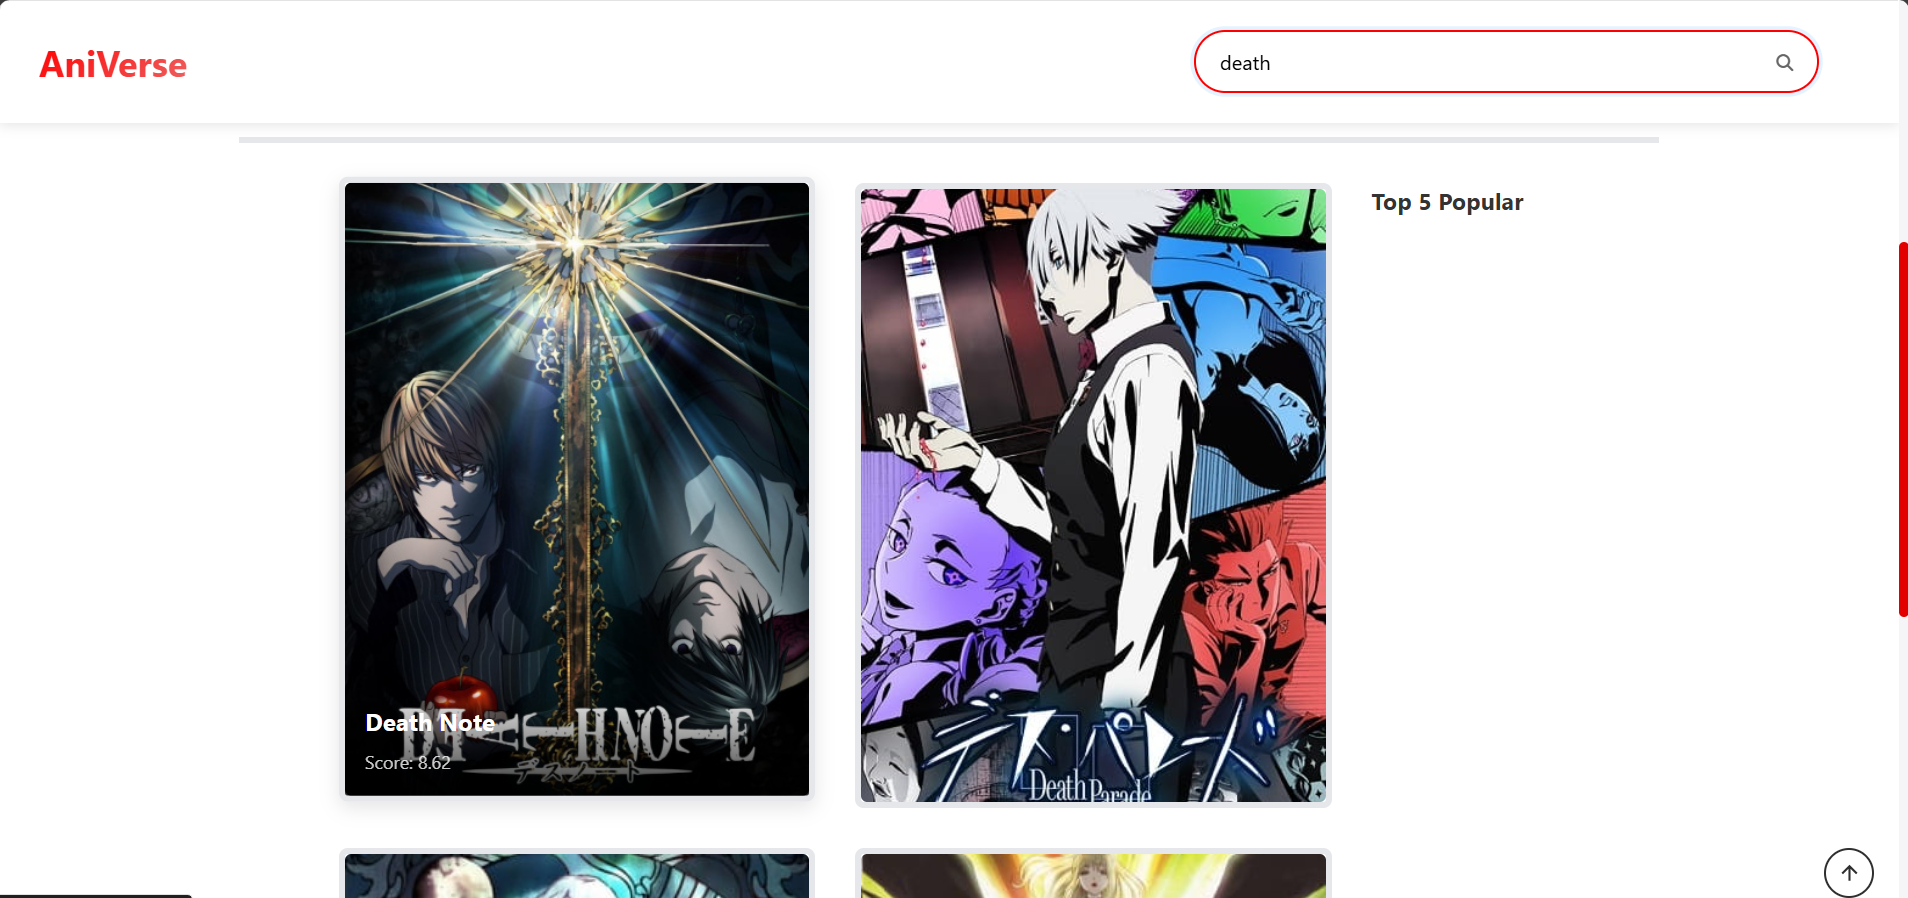 AniVerse
death
Top 5 Popular
Death Note
DEATH NOTE
Score: 8.62
デスノート
デス・パレード
Death Parade